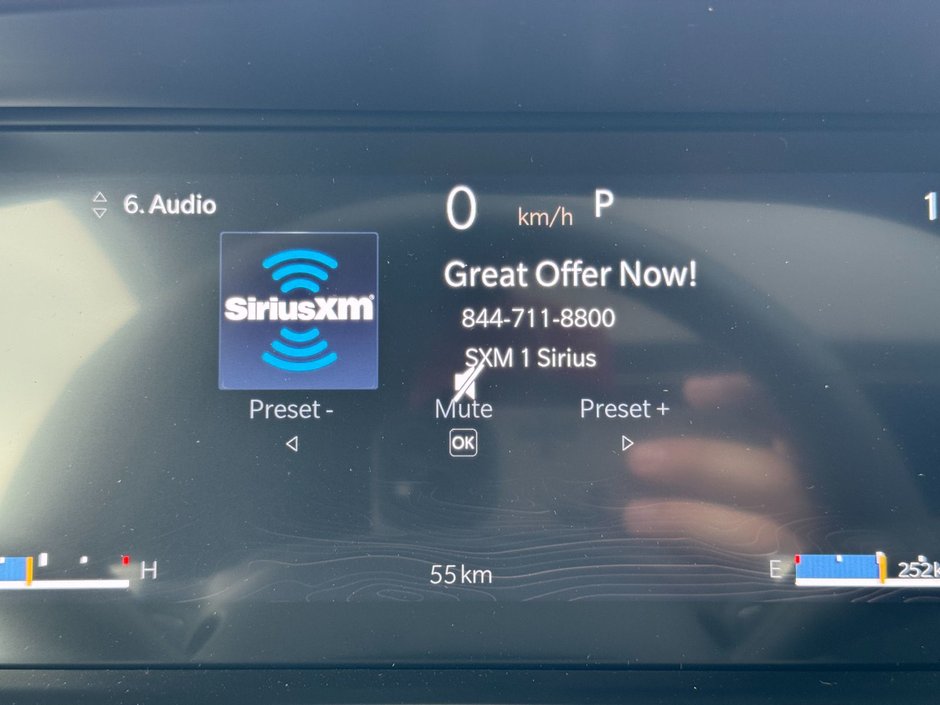 6. Audio
0 km/h P
SiriusXM
Great Offer Now!
844-711-8800
SXM 1 Sirius
Preset - Mute Preset +
OK
H
55 km
E
252